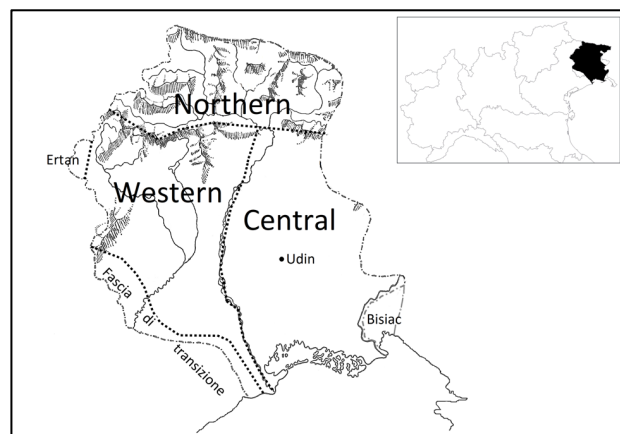 Northern
Ertan
Western
Central
Udin
Fascia
di
transizione
Bisiac